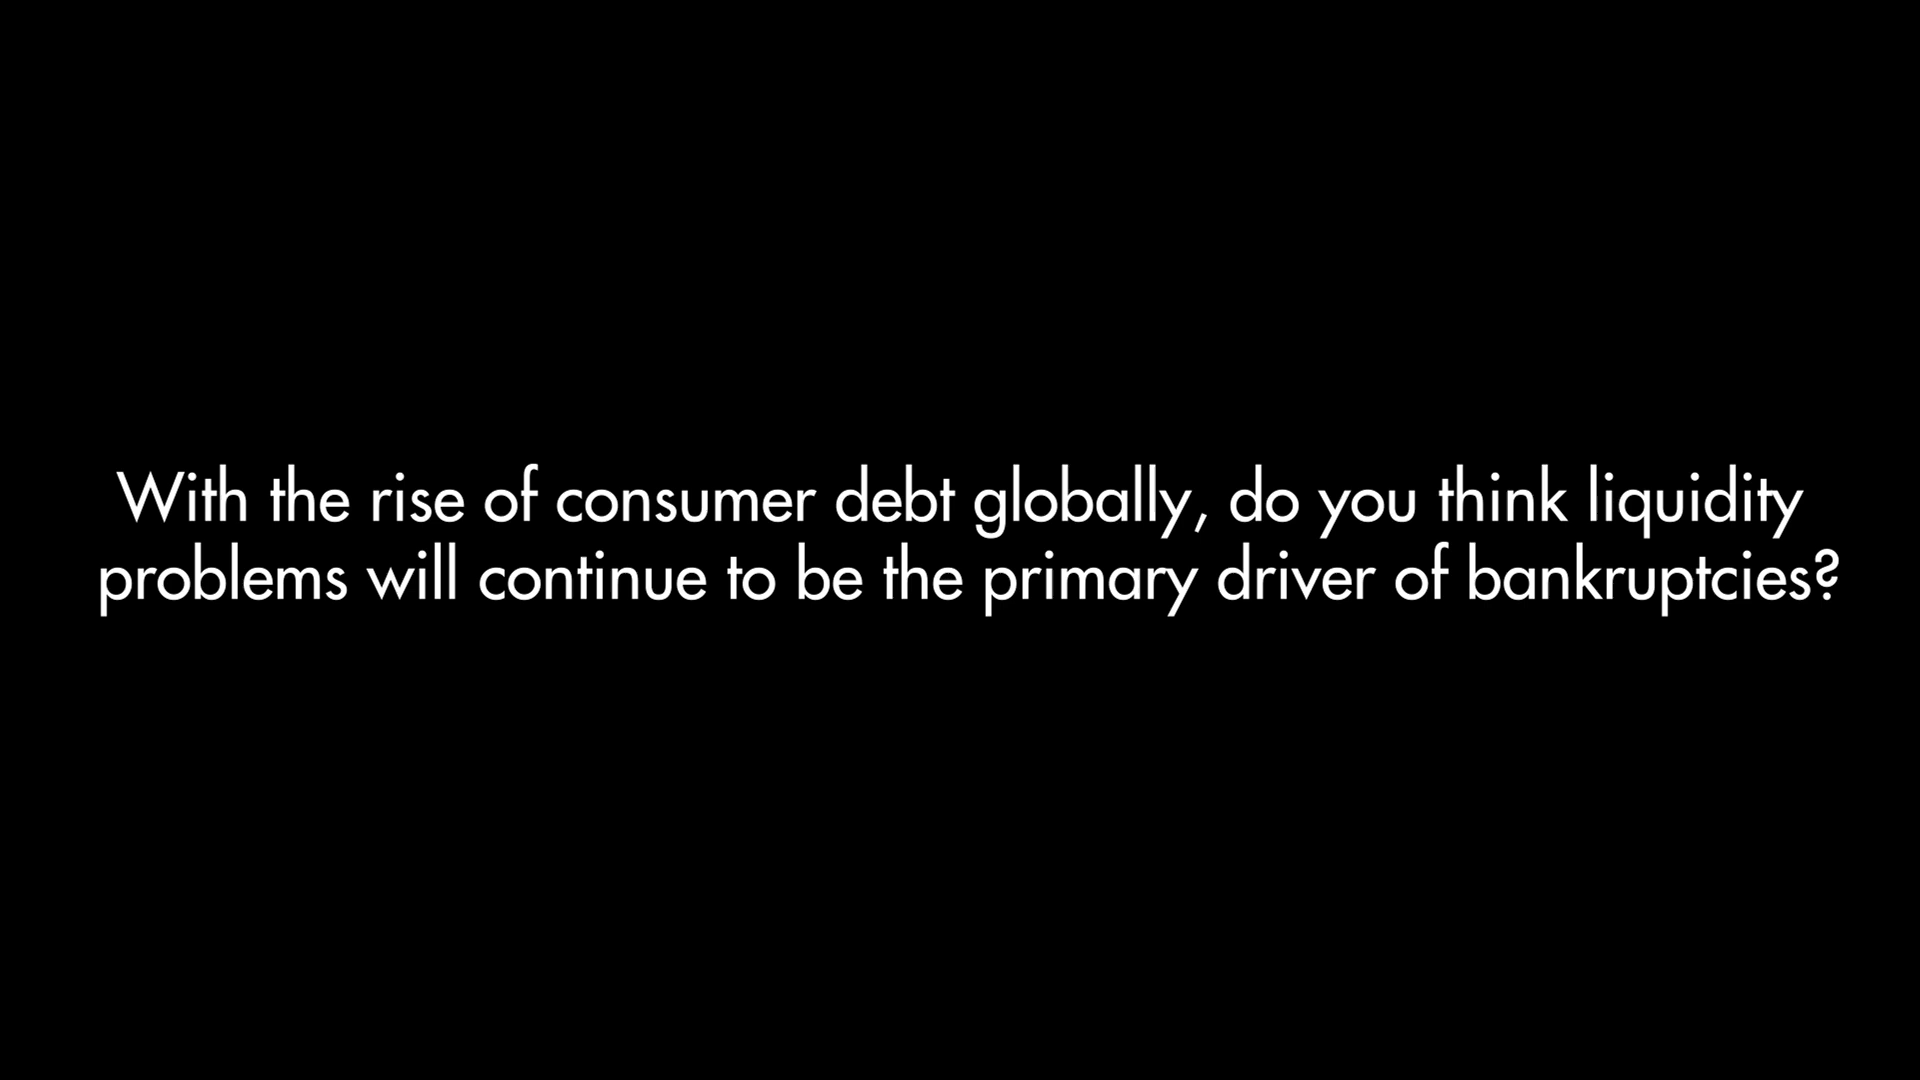 With the rise of consumer debt globally, do you think liquidity
problems will continue to be the primary driver of bankruptcies?